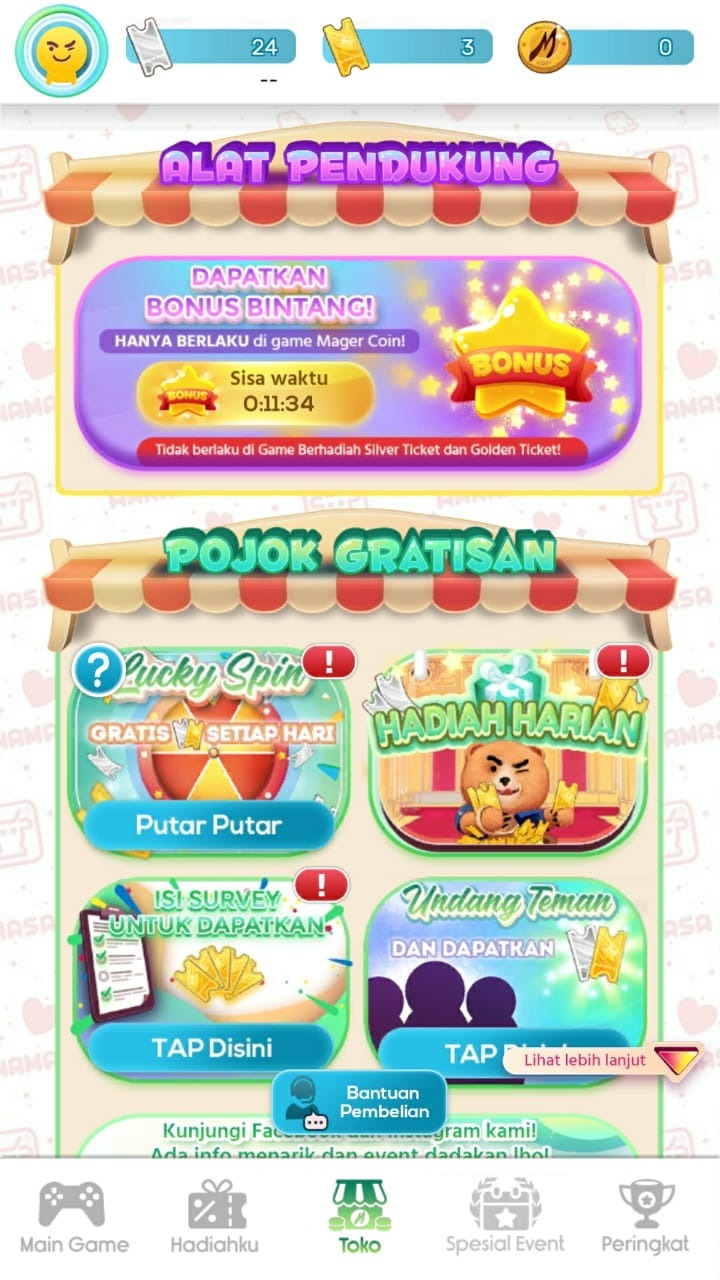 24
3
0
--
ALAT PENDUKUNG
DAPATKAN
BONUS BINTANG!
HANYA BERLAKU di game Mager Coin!
BONUS
Sisa waktu
0:11:34
BONUS
Tidak berlaku di Game Berhadiah Silver Ticket dan Golden Ticket!
POJOK GRATISAN
?
Lucky Spin
!
GRATIS SETIAP HARI
Putar Putar
!
HADIAH HARIAN
!
ISI SURVEY
UNTUK DAPATKAN
TAP Disini
Undang Teman
DAN DAPATKAN
TAP
Lihat lebih lanjut
Bantuan
Pembelian
Kunjungi Facebook dan Instagram kami!
Ada info menarik dan event dadakan lho!
Main Game
Hadiahku
Toko
Spesial Event
Peringkat